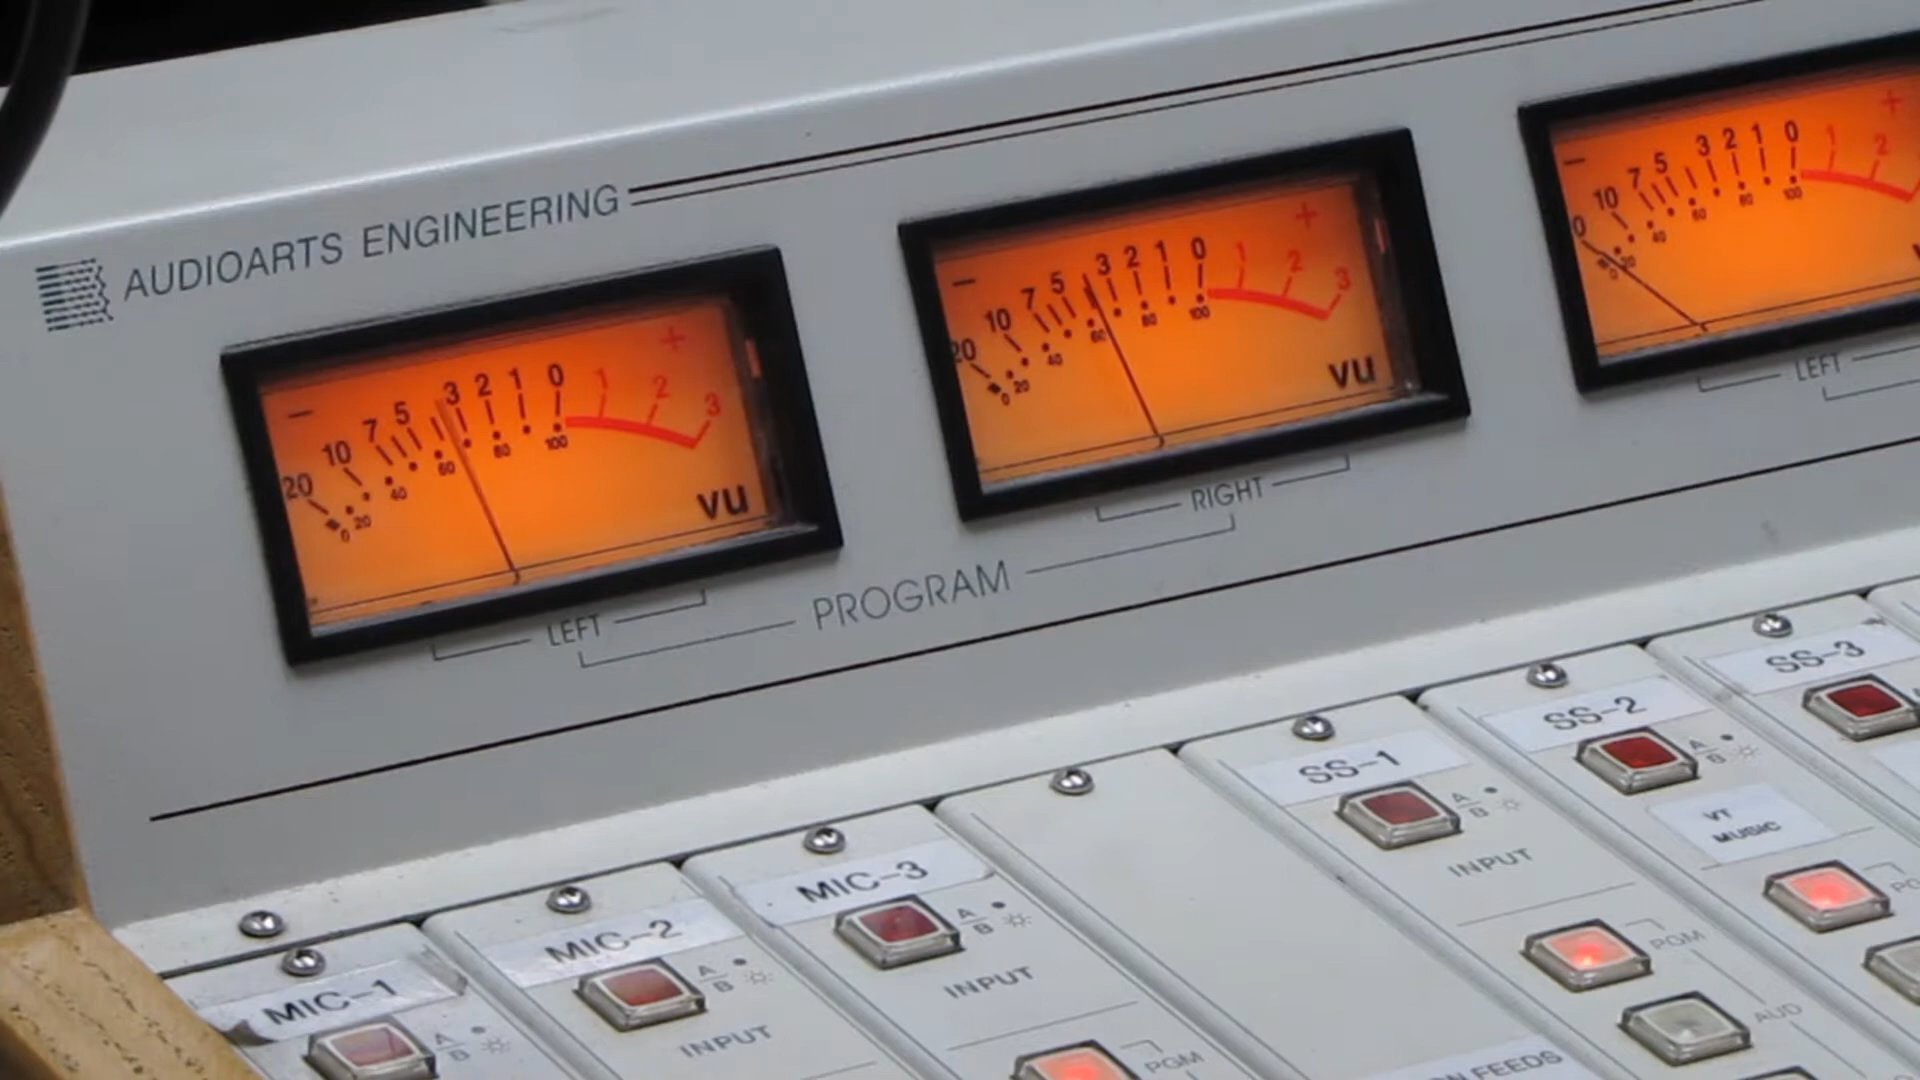 AUDIOARTS ENGINEERING
- 20 10 7 5 3 2 1 0 1 2 3 +
0 20 40 60 80 100
VU
LEFT
- 20 10 7 5 3 2 1 0 1 2 3 +
0 20 40 60 80 100
VU
RIGHT
PROGRAM
- 10 7 5 3 2 1 0 1 2 +
0 20 40 60 80 100
LEFT
MIC-1
A
B
MIC-2
A
B
INPUT
MIC-3
A
B
INPUT
PGM
SS-1
A
B
INPUT
PGM
AUD
FEEDS
SS-2
A
B
VT
MUSIC
SS-3